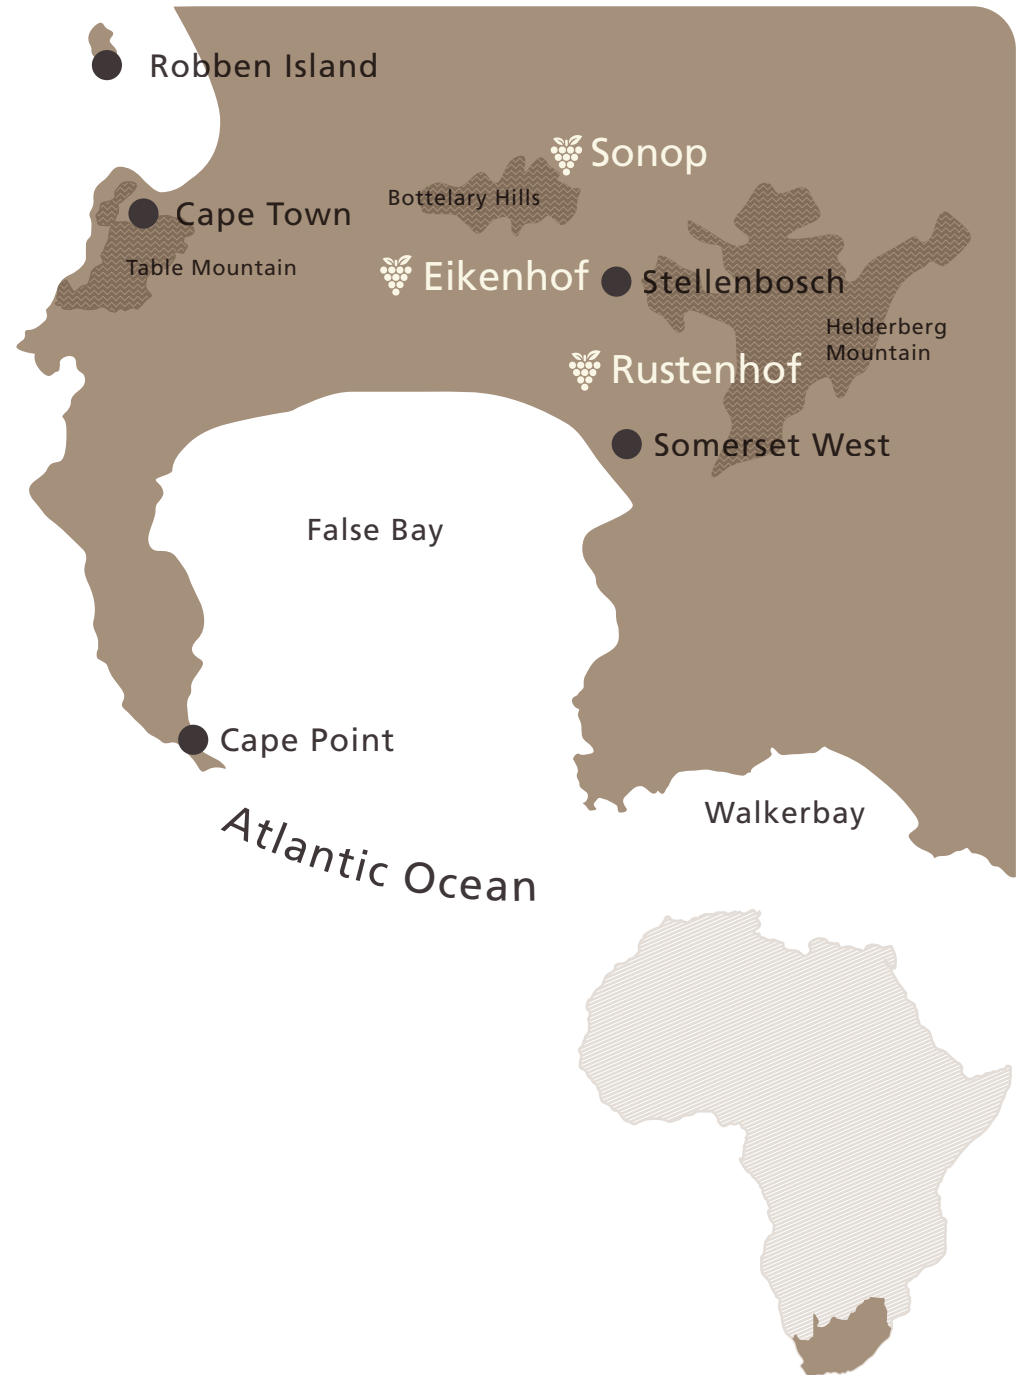 Robben Island
Sonop
Bottelary Hills
Cape Town
Table Mountain
Eikenhof
Stellenbosch
Helderberg
Mountain
Rustenhof
Somerset West
False Bay
Cape Point
Walkerbay
Atlantic Ocean